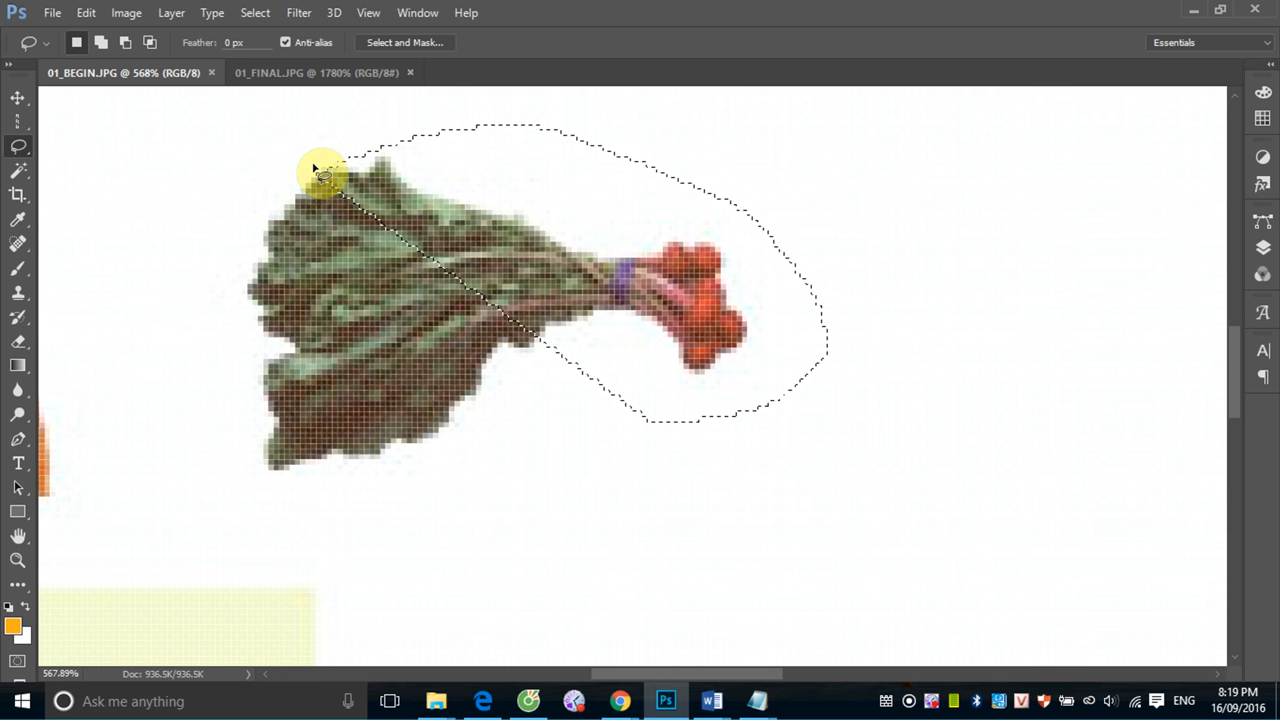 Ps File Edit Image Layer Type Select Filter 3D View Window Help
Feather: 0 px Anti-alias Select and Mask... Essentials
01_BEGIN.JPG @ 568% (RGB/8) × 01_FINAL.JPG @ 1780% (RGB/8#) ×
567.89% Doc: 936.5K/936.5K
Ask me anything
ENG
8:19 PM
16/09/2016